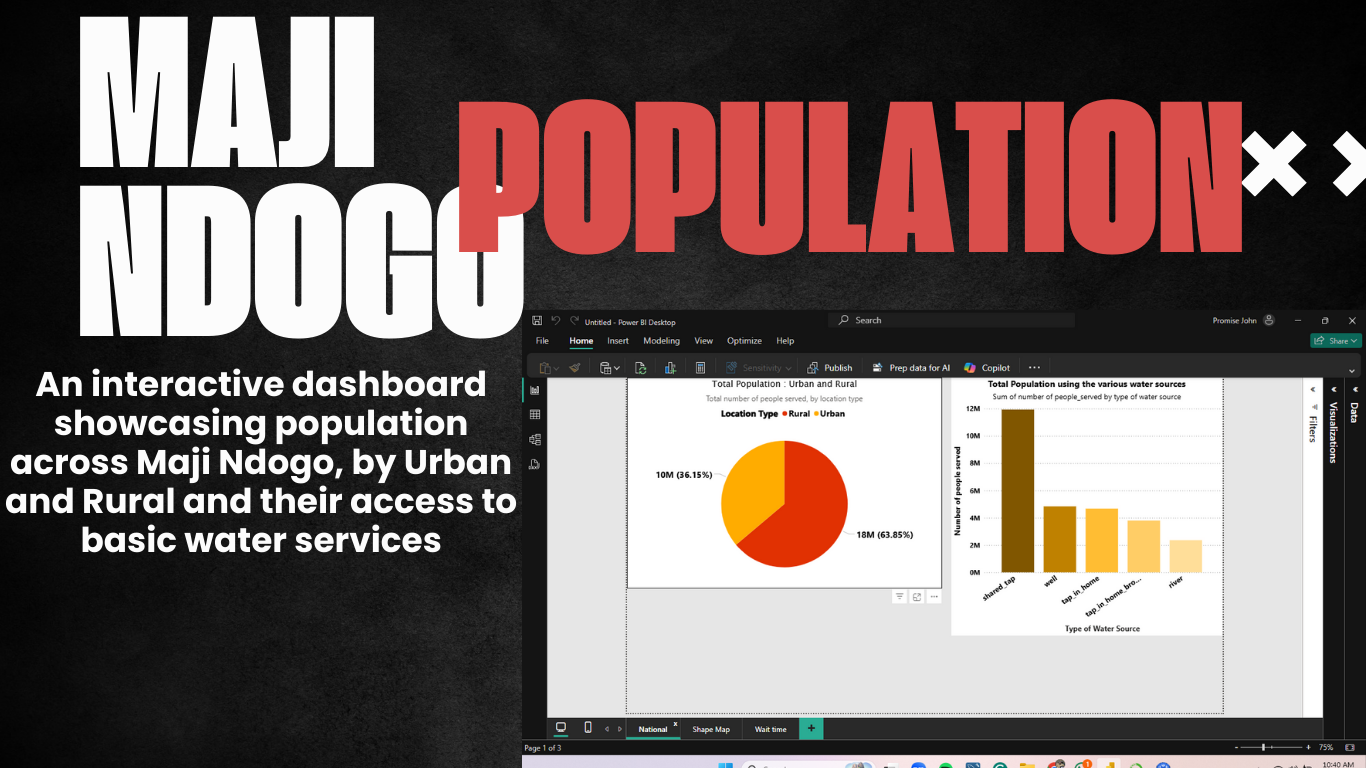 MAJI
NDOGO
POPULATION
An interactive dashboard
showcasing population
across Maji Ndogo, by Urban
and Rural and their access to
basic water services
Untitled - Power BI Desktop
Search
Promise John
File Home Insert Modeling View Optimize Help
Share
Sensitivity
Publish
Prep data for AI
Copilot
Total Population : Urban and Rural
Total number of people served, by location type
Location Type Rural Urban
10M (36.15%)
18M (63.85%)
Total Population using the various water sources
Sum of number of people_served by type of water source
Number of people served
12M
10M
8M
6M
4M
2M
0M
shared_tap
well
tap_in_home
tap_in_home_bro...
river
Type of Water Source
Filters
Visualizations
Data
National
x
Shape Map
Wait time
+
Page 1 of 3
- + 75%
1
10:40 AM